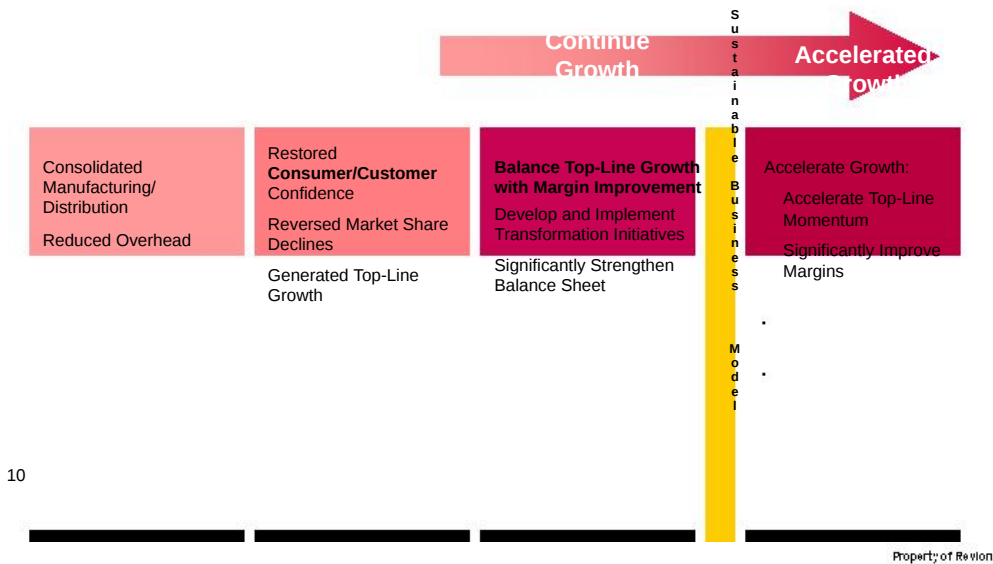 Continue
Growth
Accelerated
Growth
Consolidated
Manufacturing/
Distribution
Reduced Overhead
Restored
Consumer/Customer
Confidence
Reversed Market Share
Declines
Generated Top-Line
Growth
Balance Top-Line Growth
with Margin Improvement
Develop and Implement
Transformation Initiatives
Significantly Strengthen
Balance Sheet
Sustainable Business Model
Accelerate Growth:
Accelerate Top-Line
Momentum
Significantly Improve
Margins
10
Property of Revlon